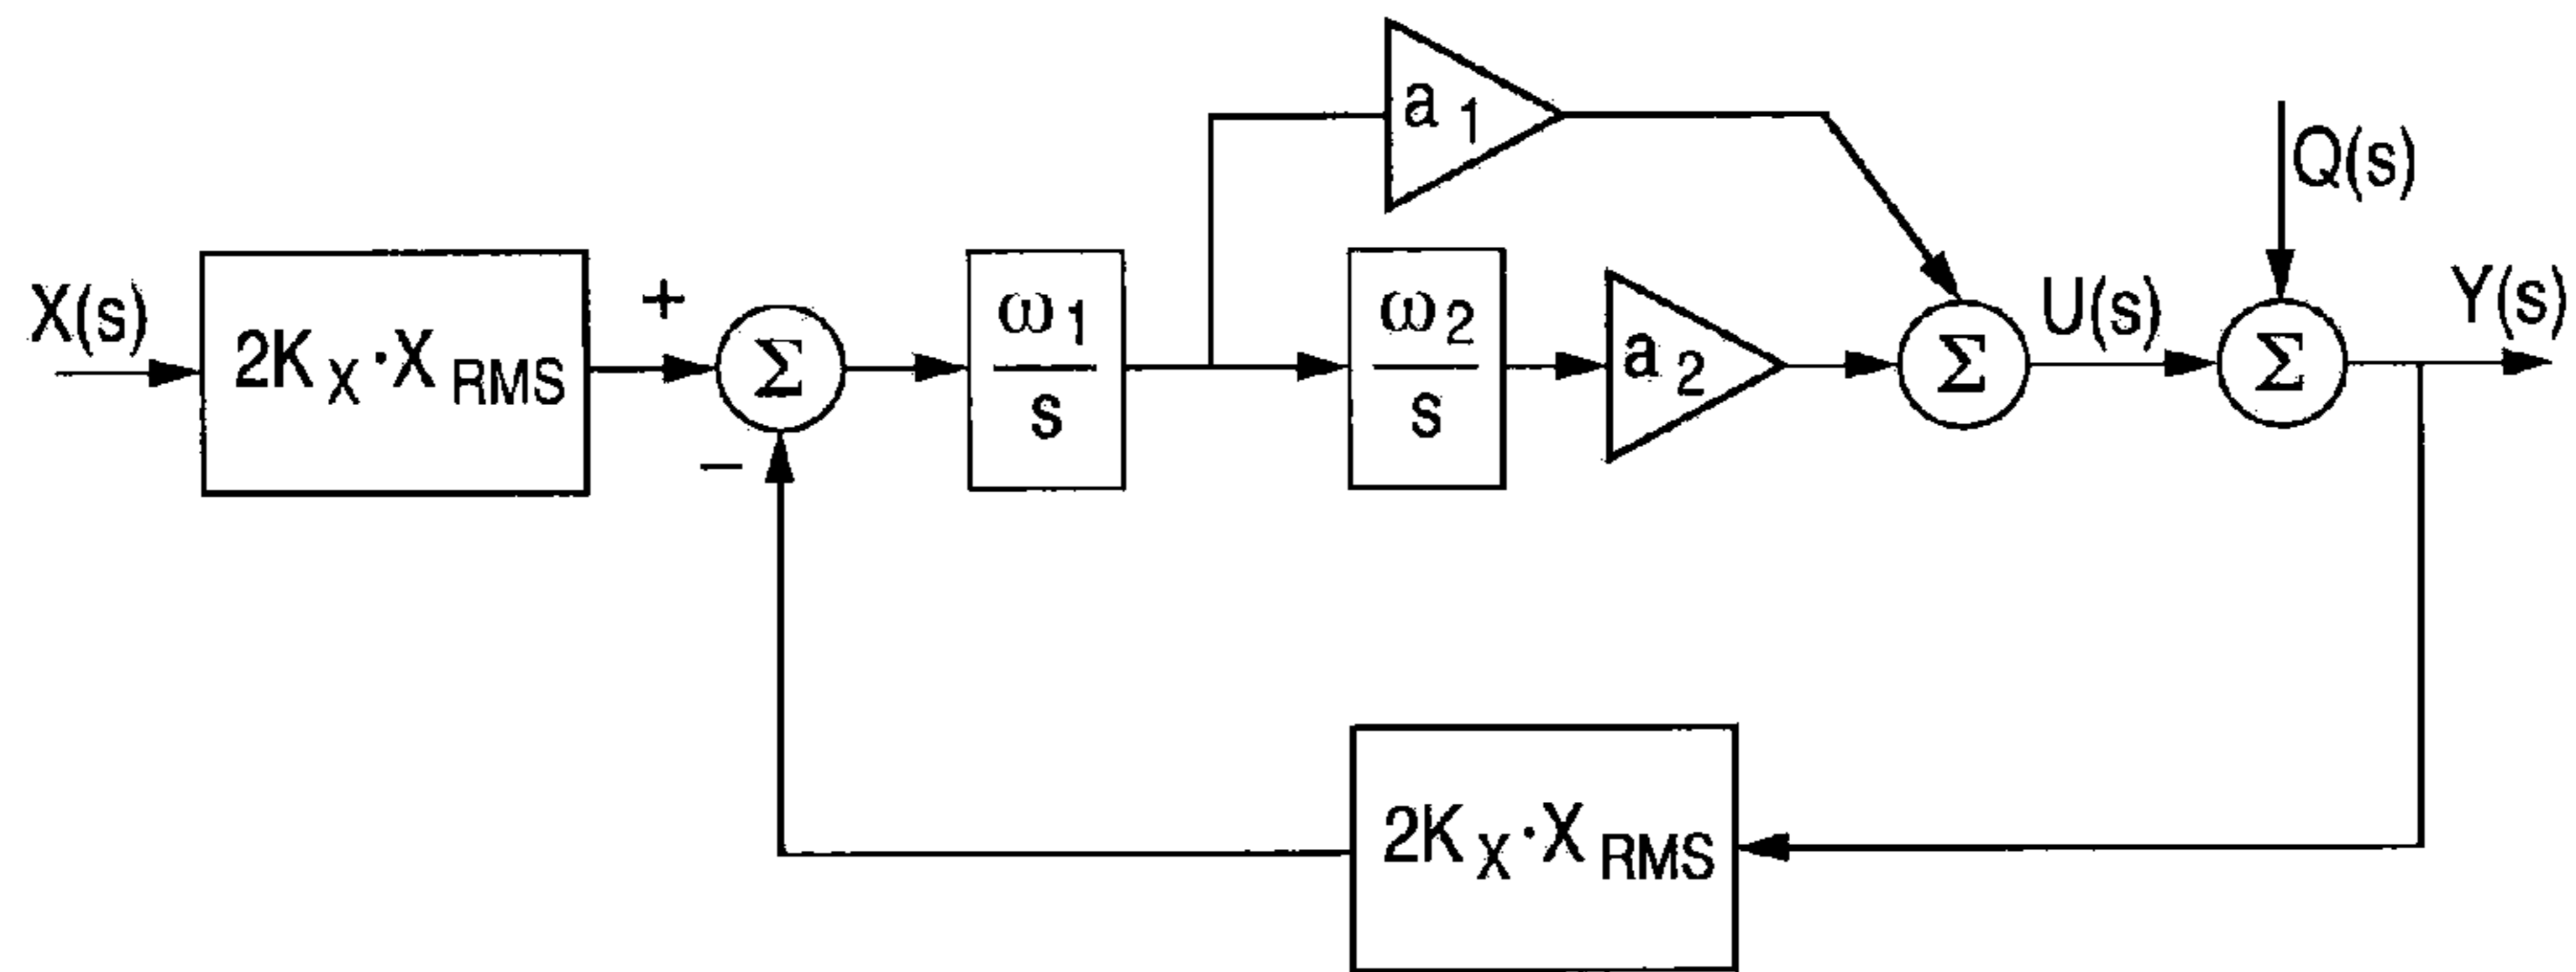 a 1
Q(s)
X(s)
2K X · X RMS
+
Σ
−
ω 1
s
ω 2
s
a 2
Σ
U(s)
Σ
Y(s)
2K X · X RMS